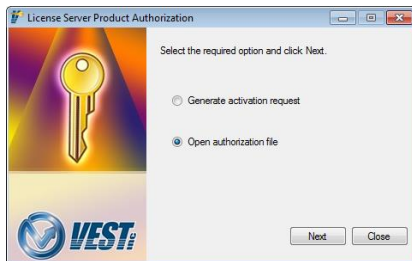 License Server Product Authorization
Select the required option and click Next.
Generate activation request
Open authorization file
VEST
Next Close